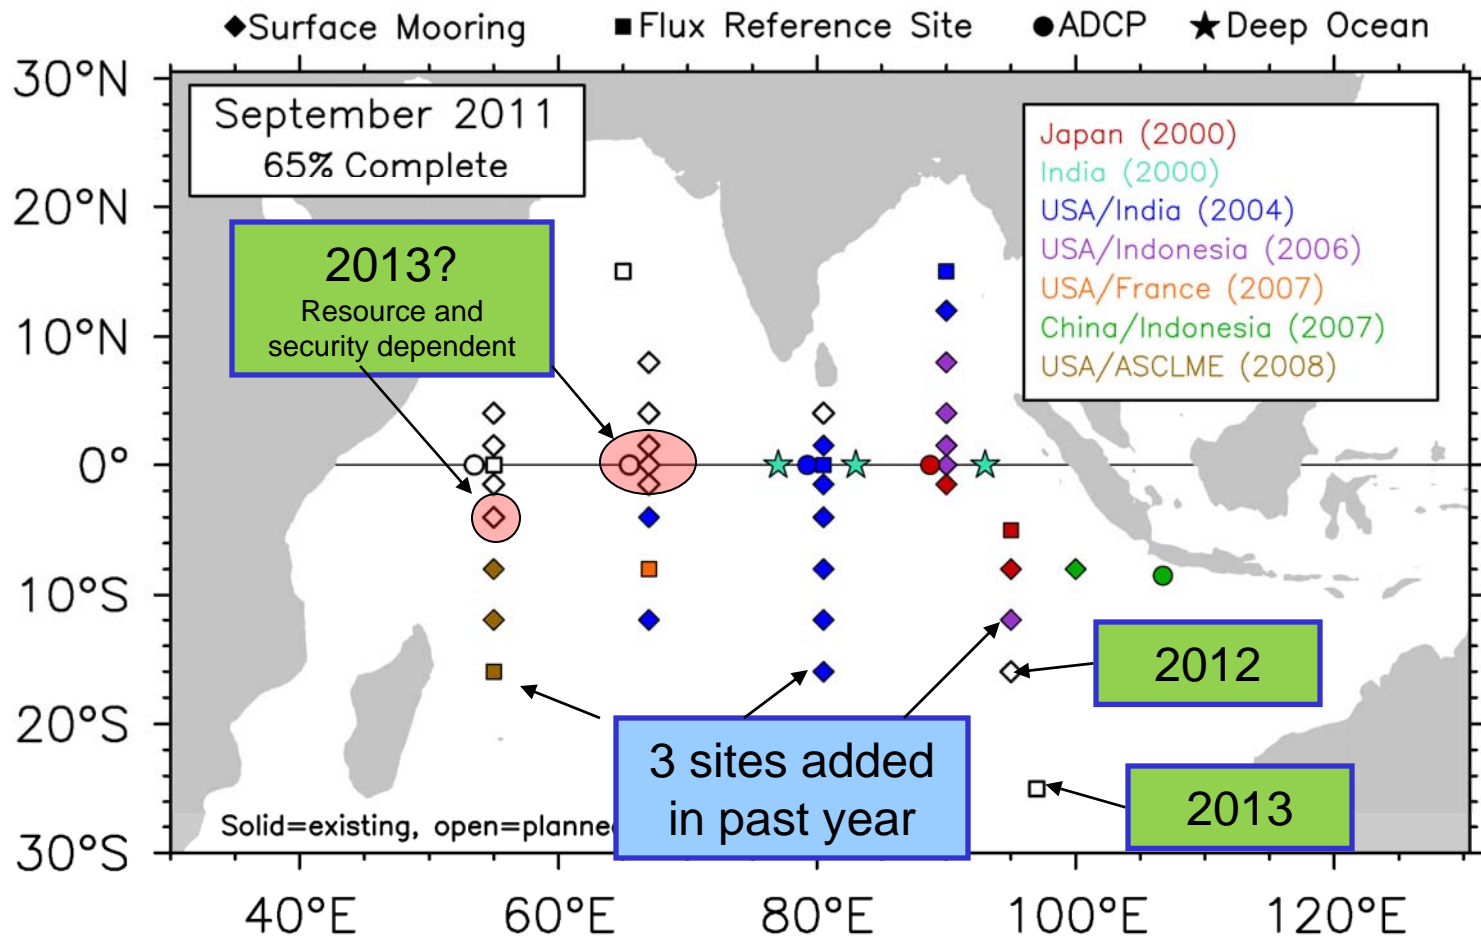 ◆Surface Mooring ■Flux Reference Site ●ADCP ★Deep Ocean
30°N
20°N
10°N
0°
10°S
20°S
30°S
September 2011
65% Complete
Japan (2000)
India (2000)
USA/India (2004)
USA/Indonesia (2006)
USA/France (2007)
China/Indonesia (2007)
USA/ASCLME (2008)
2013?
Resource and
security dependent
2012
3 sites added
in past year
2013
Solid=existing, open=planne
40°E 60°E 80°E 100°E 120°E